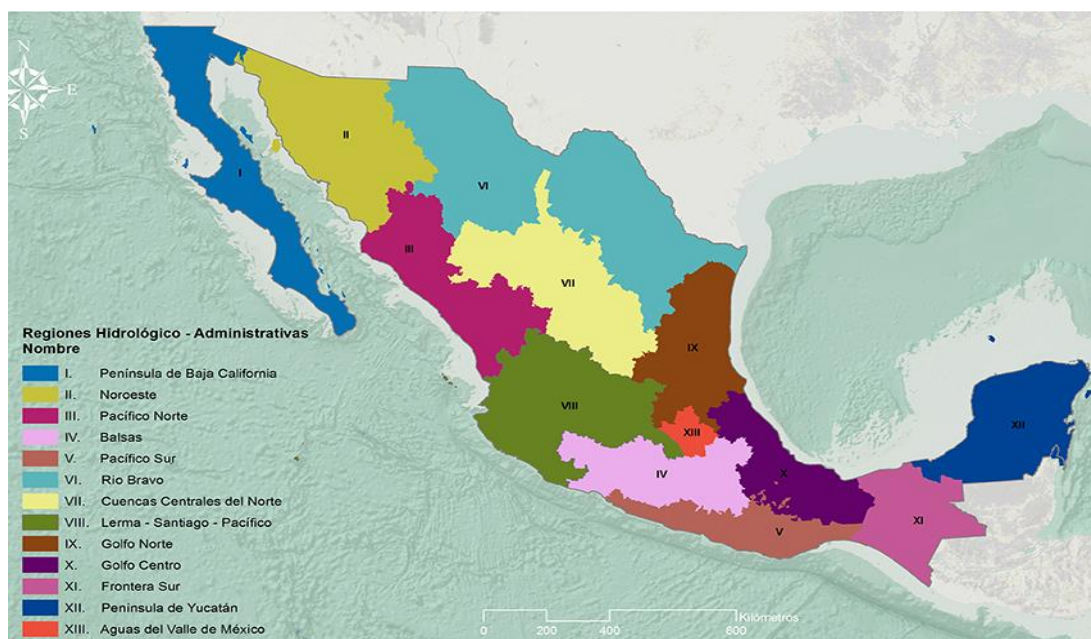 N
E
S
I
II
III
IV
V
VI
VII
VIII
IX
X
XI
XII
XIII
Regiones Hidrológico - Administrativas
Nombre
I. Península de Baja California
II. Noroeste
III. Pacífico Norte
IV. Balsas
V. Pacífico Sur
VI. Rio Bravo
VII. Cuencas Centrales del Norte
VIII. Lerma - Santiago - Pacífico
IX. Golfo Norte
X. Golfo Centro
XI. Frontera Sur
XII. Península de Yucatán
XIII. Aguas del Valle de México
Kilómetros
0 200 400 600